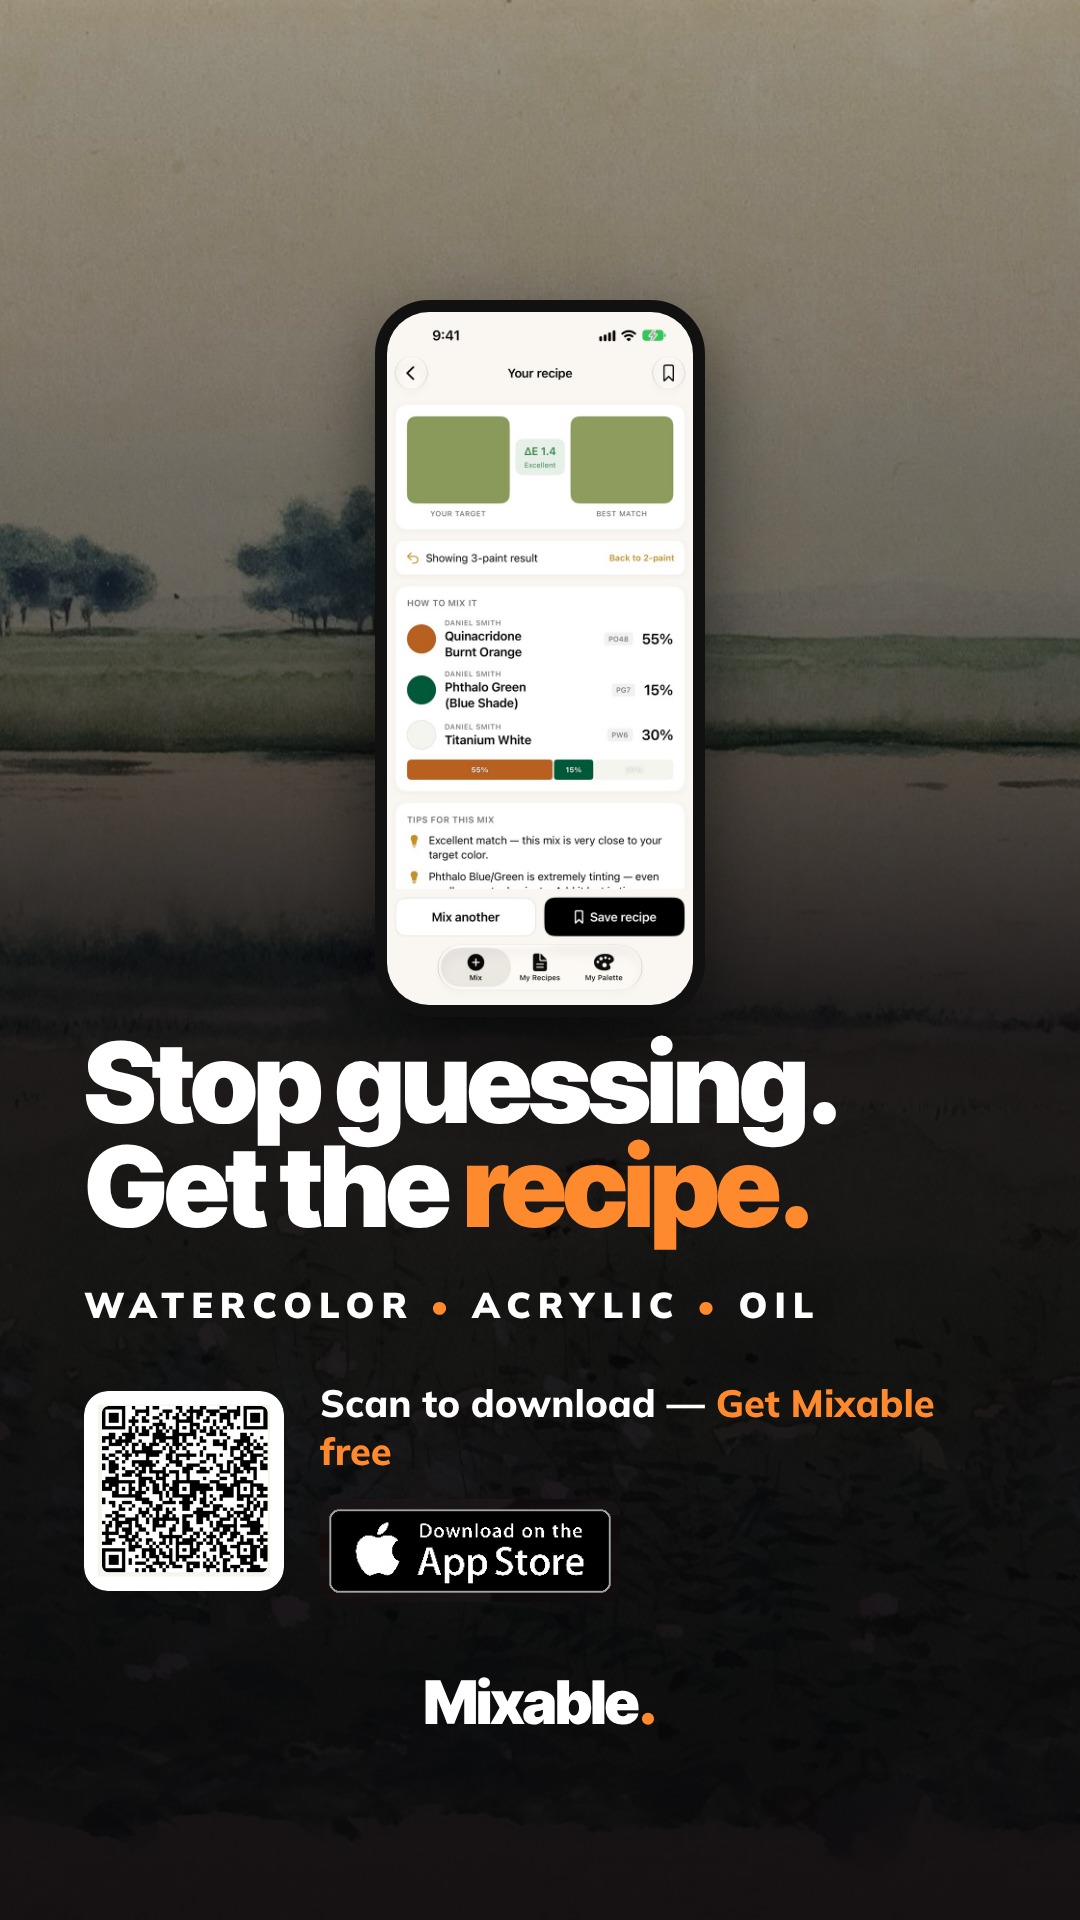 9:41
Your recipe
ΔE 1.4
Excellent
YOUR TARGET
BEST MATCH
Showing 3-paint result
Back to 2-paint
HOW TO MIX IT
DANIEL SMITH
Quinacridone
Burnt Orange
PO48
55%
DANIEL SMITH
Phthalo Green
(Blue Shade)
PG7
15%
DANIEL SMITH
Titanium White
PW6
30%
55%
15%
TIPS FOR THIS MIX
Excellent match — this mix is very close to your
target color.
Phthalo Blue/Green is extremely tinting — even
Mix another
Save recipe
Mix
My Recipes
My Palette
Stop guessing.
Get the recipe.
WATERCOLOR • ACRYLIC • OIL
Scan to download — Get Mixable
free
Download on the
App Store
Mixable.